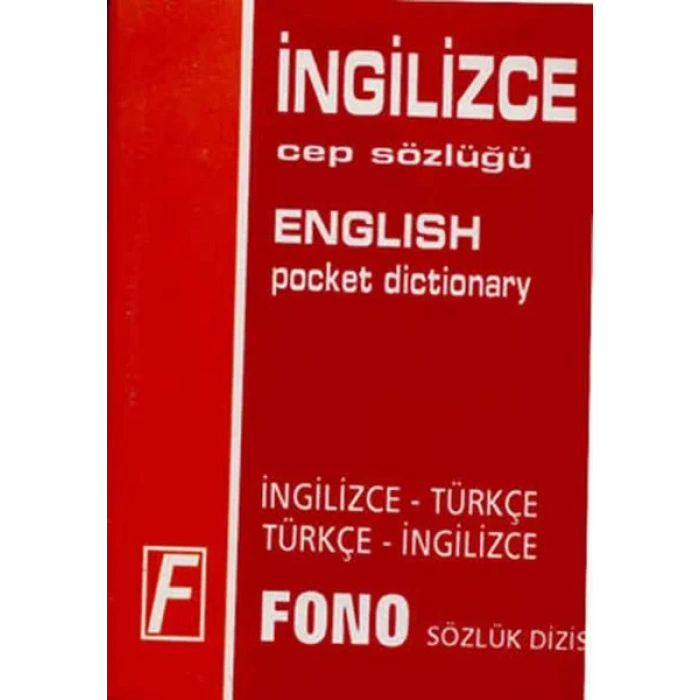 İNGİLİZCE
cep sözlüğü
ENGLISH
pocket dictionary
İNGİLİZCE - TÜRKÇE
TÜRKÇE - İNGİLİZCE
F
FONO SÖZLÜK DİZİS